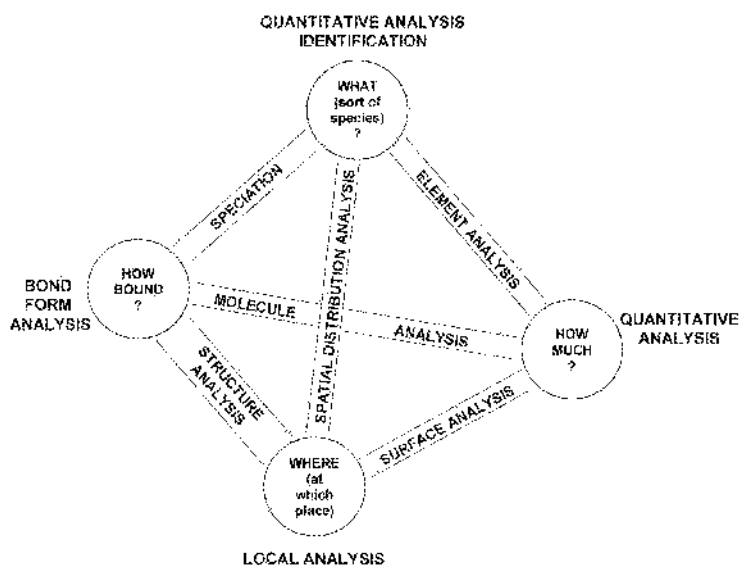 QUANTITATIVE ANALYSIS
IDENTIFICATION
WHAT
(sort of
species)
?
SPECIATION
ELEMENT ANALYSIS
SPATIAL DISTRIBUTION ANALYSIS
HOW
BOUND
?
BOND
FORM
ANALYSIS
MOLECULE
ANALYSIS
HOW
MUCH
?
QUANTITATIVE
ANALYSIS
STRUCTURE
ANALYSIS
SURFACE ANALYSIS
WHERE
(at
which
place)
LOCAL ANALYSIS